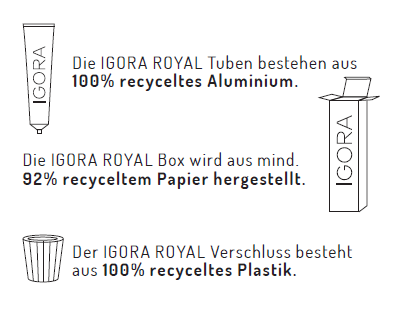 IGORA
Die IGORA ROYAL Tuben bestehen aus
100% recyceltes Aluminium.
IGORA
Die IGORA ROYAL Box wird aus mind.
92% recyceltem Papier hergestellt.
Der IGORA ROYAL Verschluss besteht
aus 100% recyceltes Plastik.